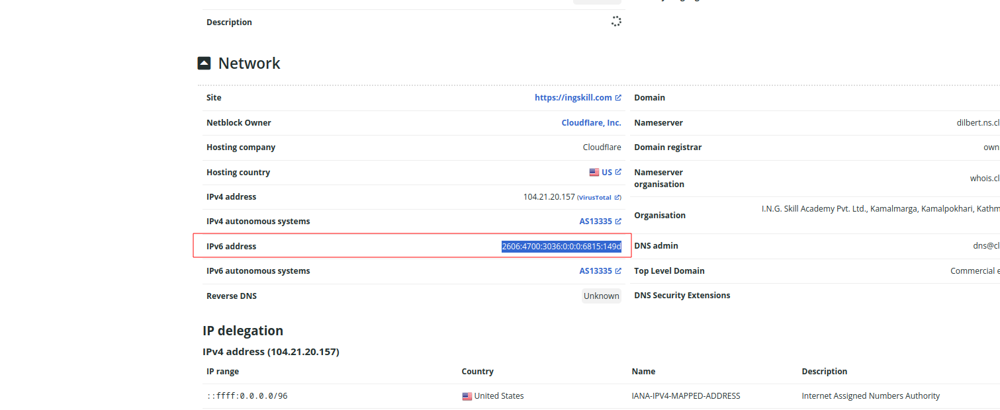 Description
Network
Site https://ingskill.com Domain
Netblock Owner Cloudflare, Inc. Nameserver dilbert.ns.cl
Hosting company Cloudflare Domain registrar own
Hosting country US Nameserver organisation whois.cl
IPv4 address 104.21.20.157 (VirusTotal)
Organisation I.N.G. Skill Academy Pvt. Ltd., Kamalmarga, Kamalpokhari, Kathm
IPv4 autonomous systems AS13335
IPv6 address 2606:4700:3036:0:0:0:6815:149d DNS admin dns@cl
IPv6 autonomous systems AS13335 Top Level Domain Commercial e
Reverse DNS Unknown DNS Security Extensions
IP delegation
IPv4 address (104.21.20.157)
IP range Country Name Description
::ffff:0.0.0.0/96 United States IANA-IPV4-MAPPED-ADDRESS Internet Assigned Numbers Authority